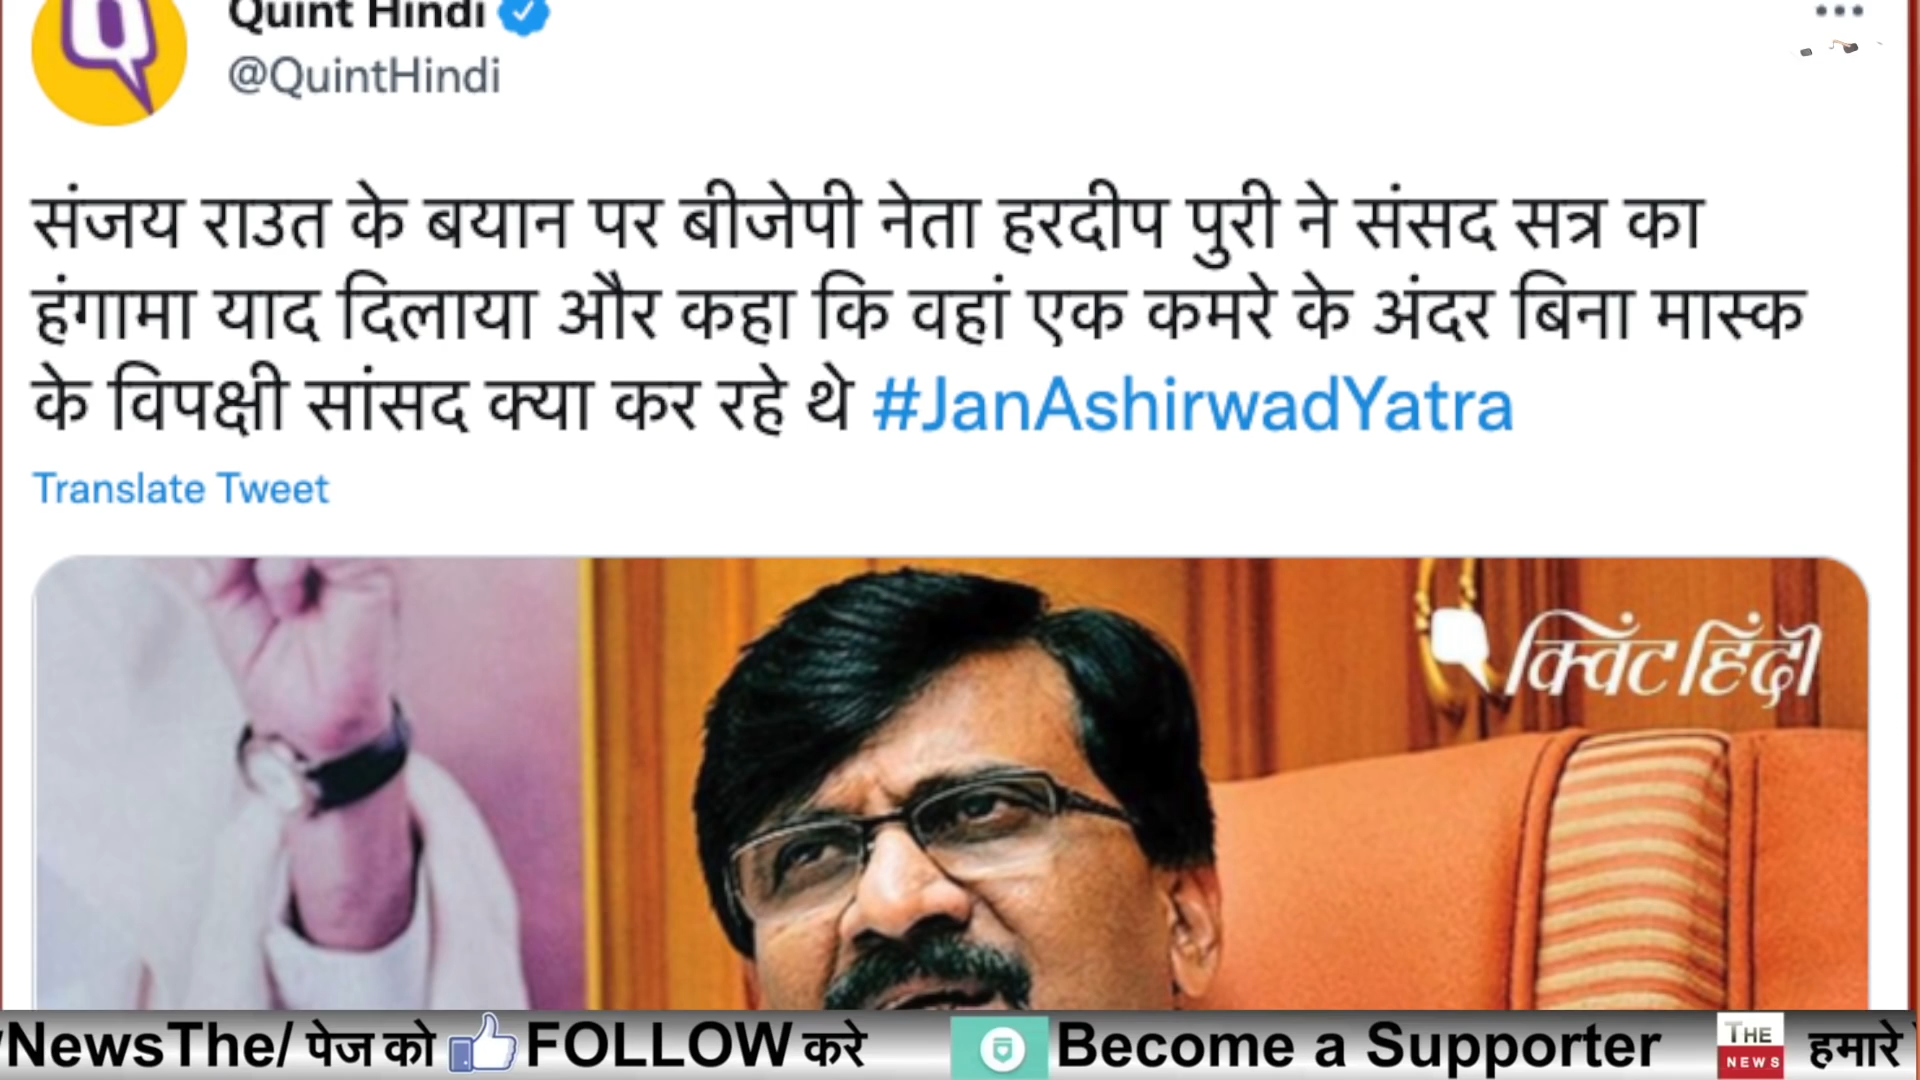 Quint Hindi
@QuintHindi
संजय राउत के बयान पर बीजेपी नेता हरदीप पुरी ने संसद सत्र का
हंगामा याद दिलाया और कहा कि वहां एक कमरे के अंदर बिना मास्क
के विपक्षी सांसद क्या कर रहे थे #JanAshirwadYatra
Translate Tweet
क्विंट हिंदी
NewsThe/ पेज को FOLLOW करे Become a Supporter THE NEWS हमारे